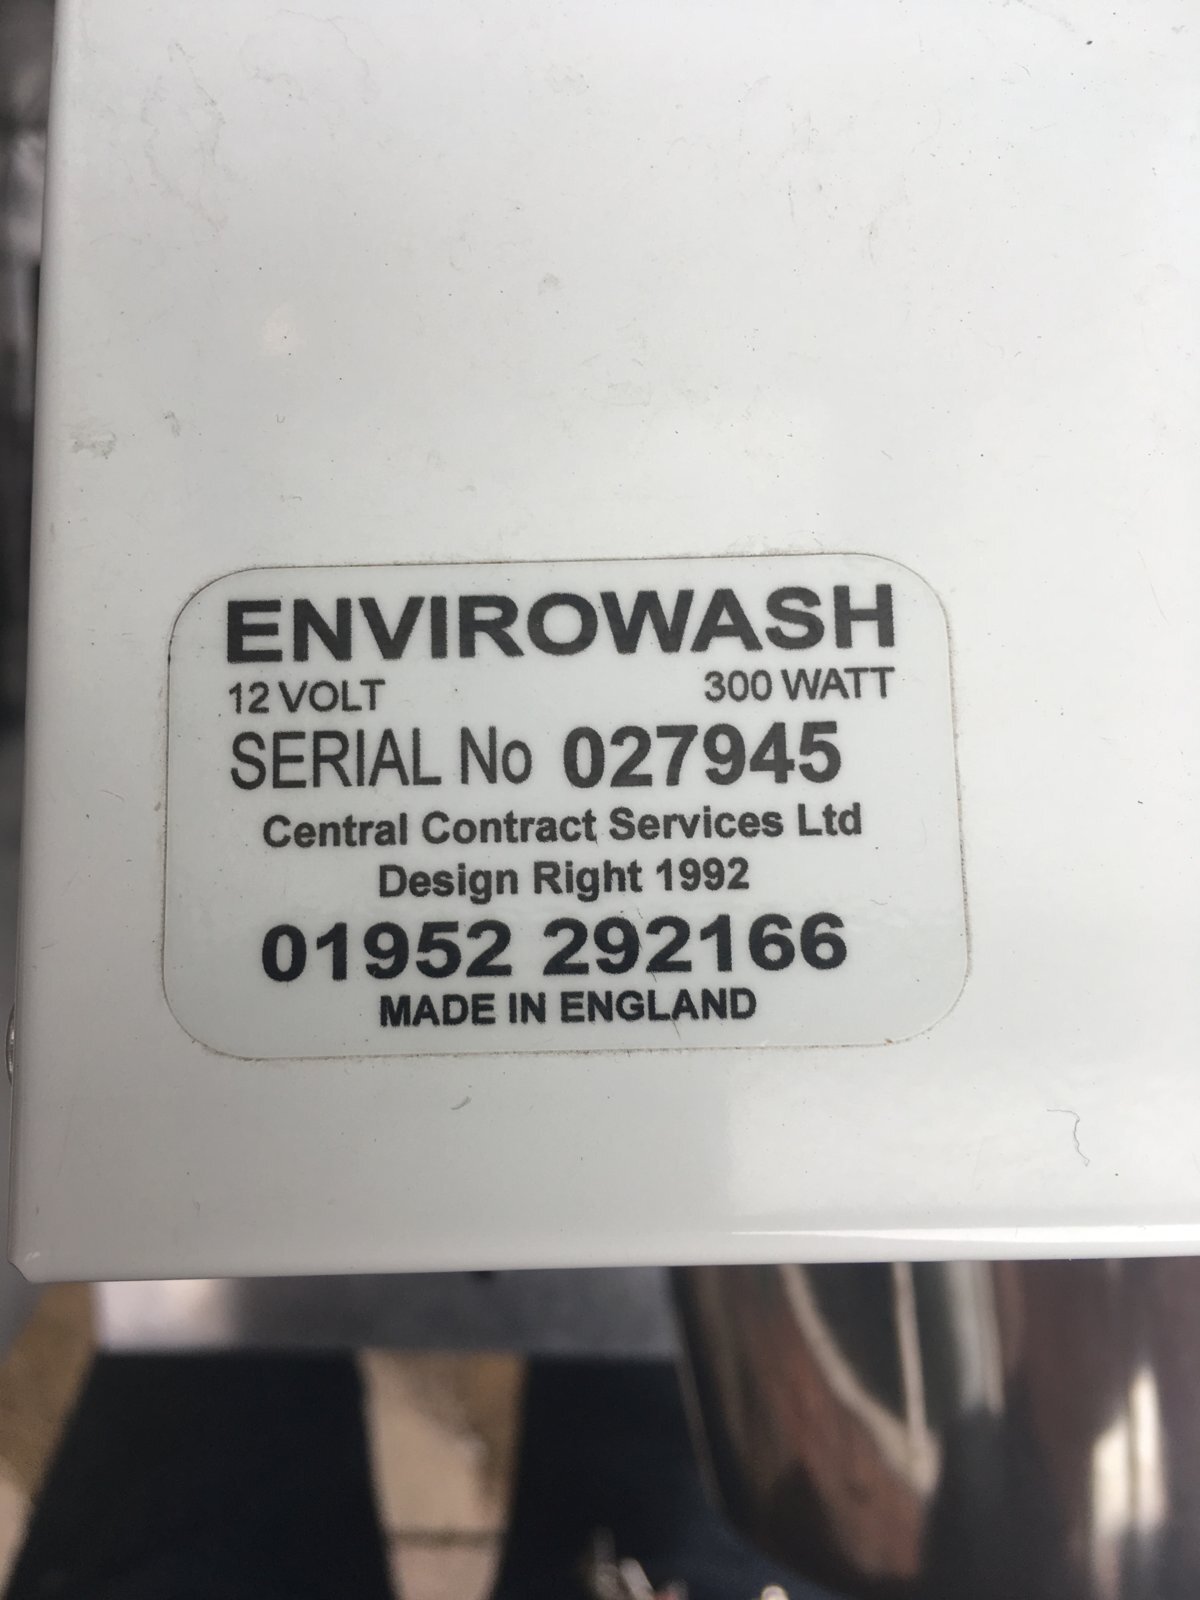 ENVIROWASH
12 VOLT 300 WATT
SERIAL No 027945
Central Contract Services Ltd
Design Right 1992
01952 292166
MADE IN ENGLAND